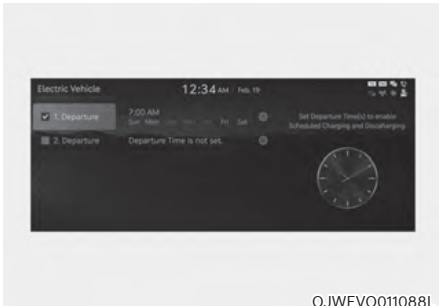 Electric Vehicle 12:34 AM Feb. 19
1. Departure 7:00 AM
Sun Mon Fri Sat
Set Departure Time(s) to enable
Scheduled Charging and Discharging
2. Departure Departure Time is not set.
OJWEVQ011088L